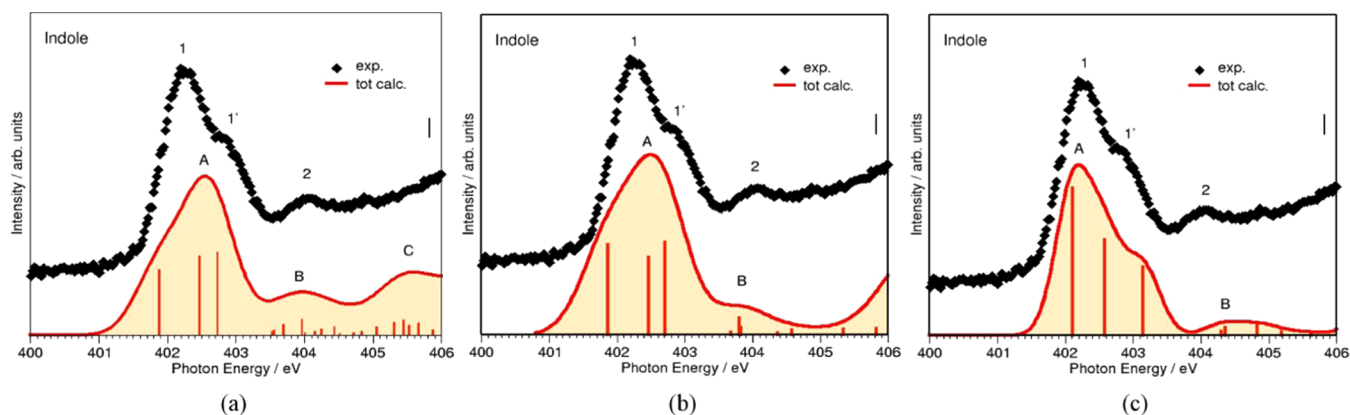 Indole
1
exp.
tot calc.
1'
A
2
B
C
Intensity / arb. units
400 401 402 403 404 405 406
Photon Energy / eV
(a)
Indole
1
exp.
tot calc.
1'
A
2
B
Intensity / arb. units
400 401 402 403 404 405 406
Photon Energy / eV
(b)
Indole
1
exp.
tot calc.
1'
A
2
B
Intensity / arb. units
400 401 402 403 404 405 406
Photon Energy / eV
(c)